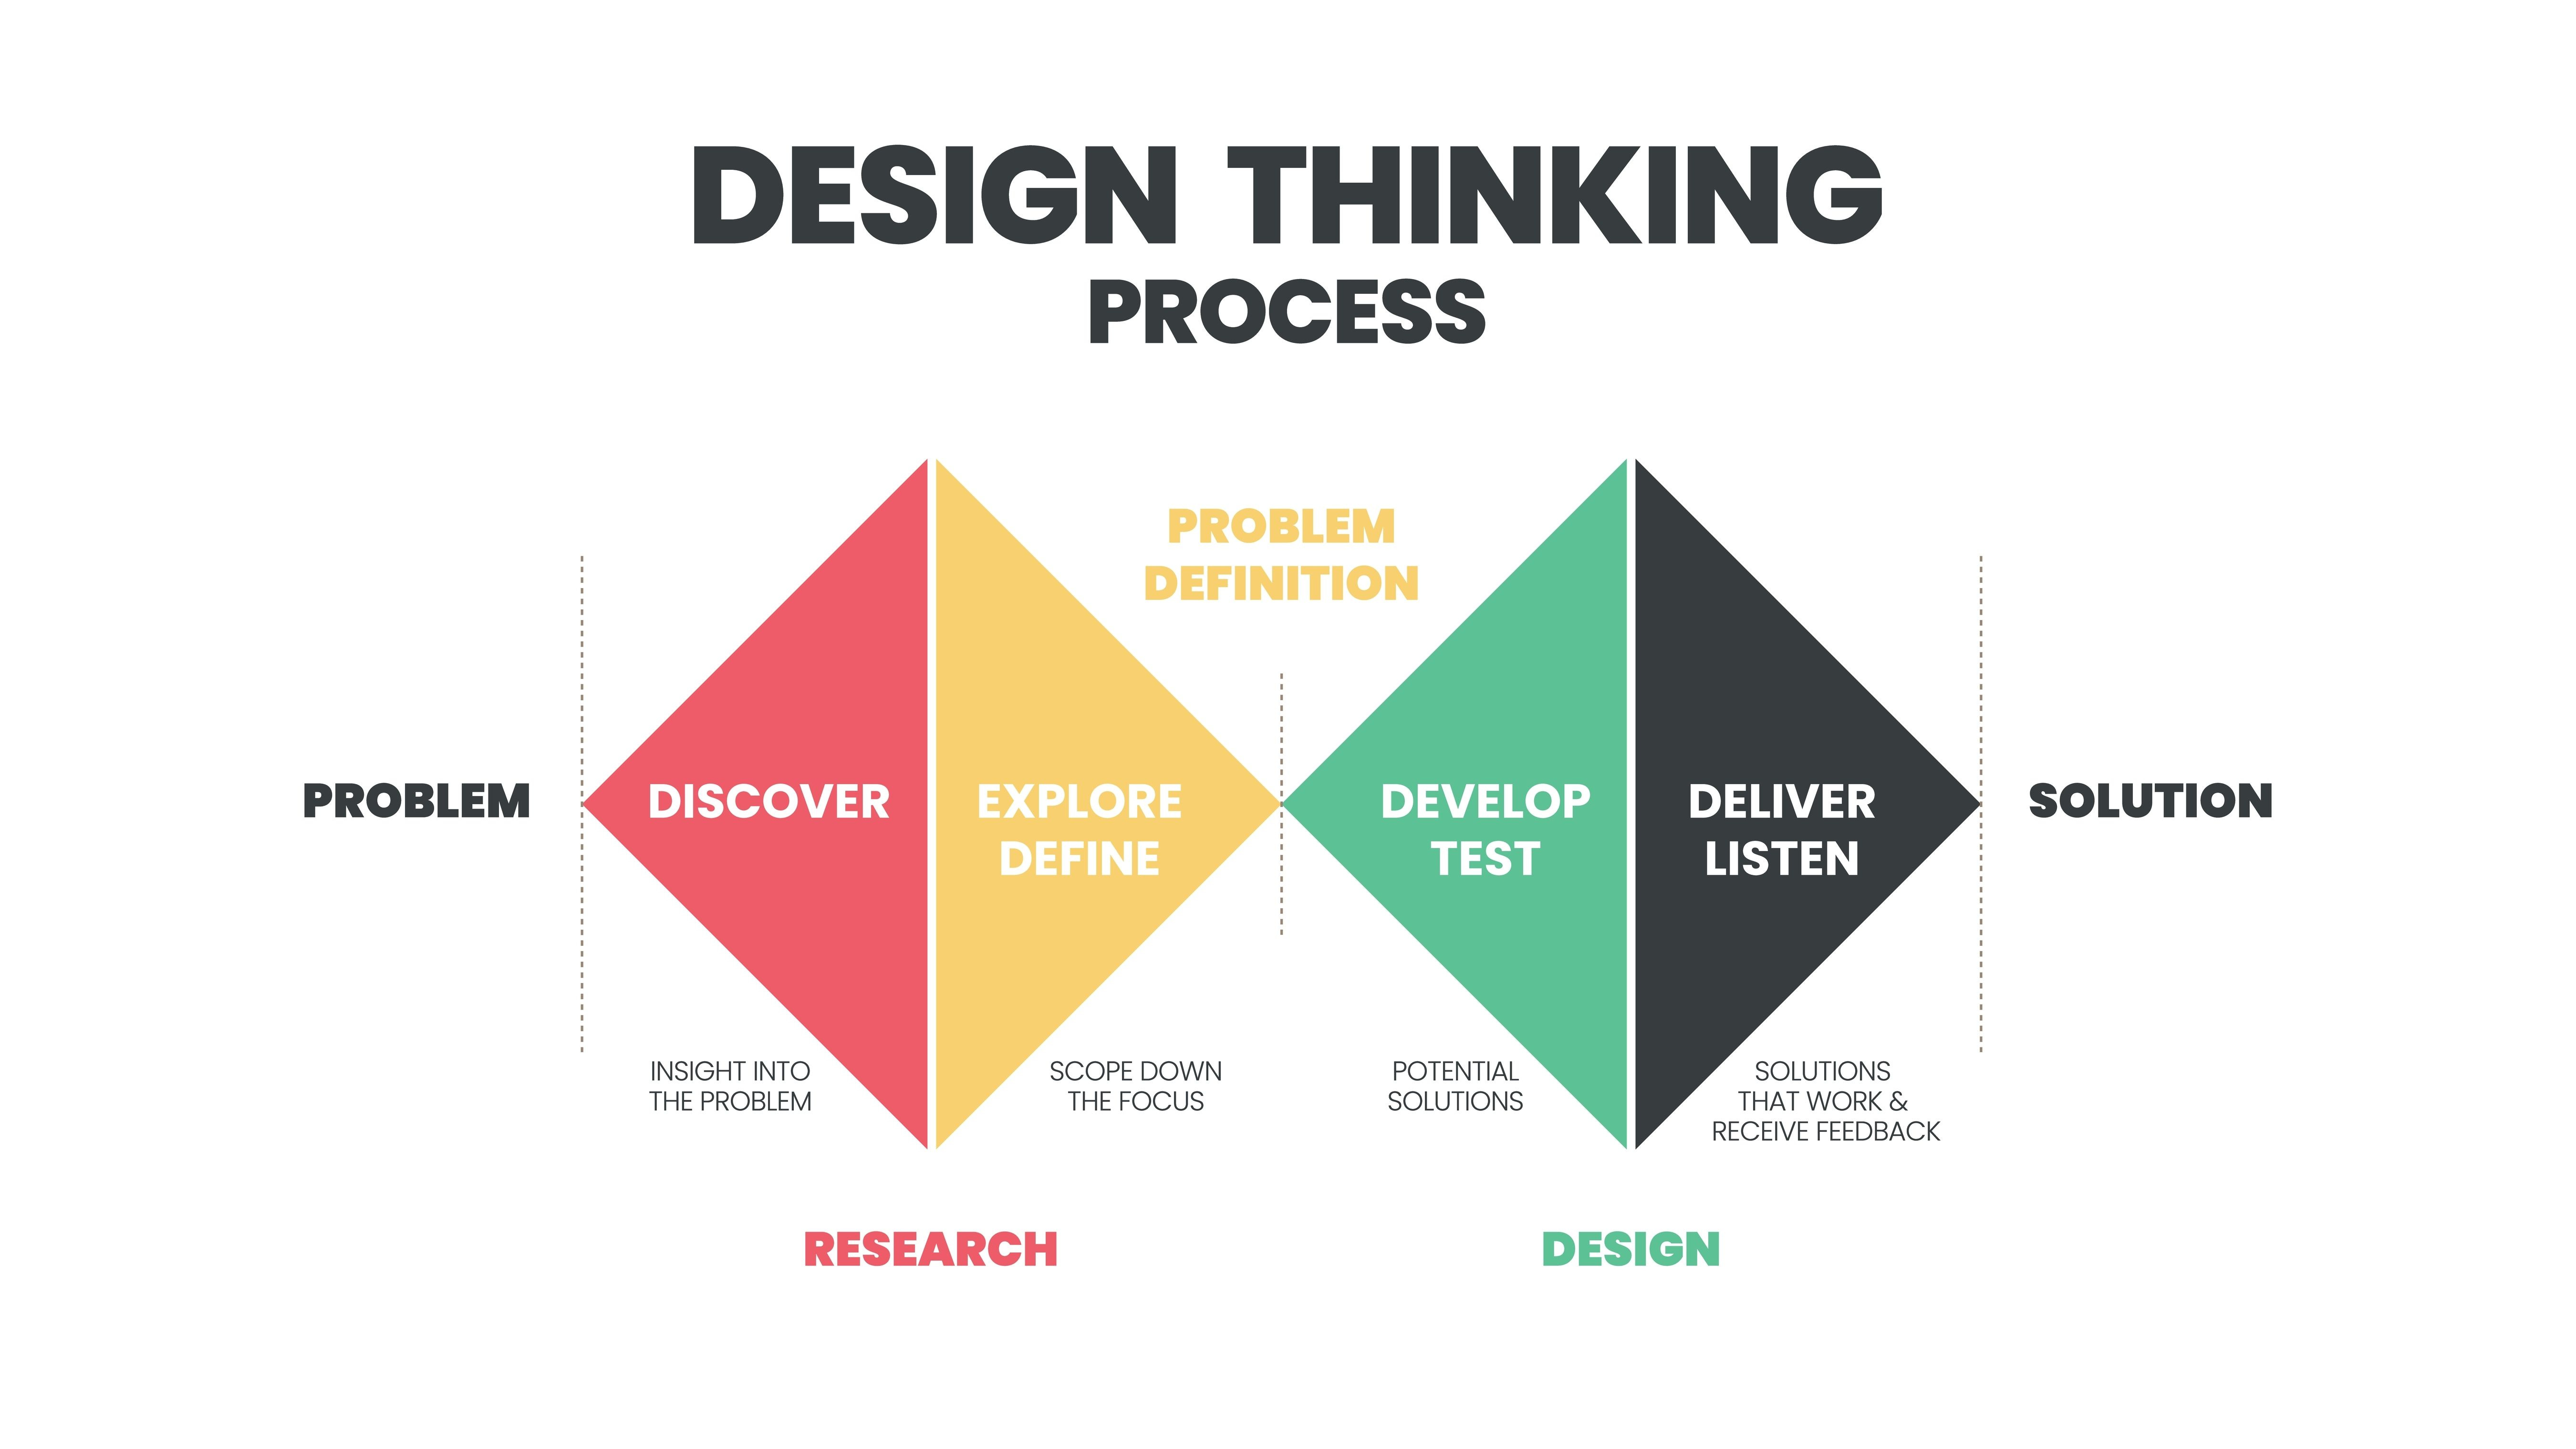 DESIGN THINKING
PROCESS
PROBLEM
DEFINITION
PROBLEM
DISCOVER
EXPLORE
DEFINE
DEVELOP
TEST
DELIVER
LISTEN
SOLUTION
INSIGHT INTO
THE PROBLEM
SCOPE DOWN
THE FOCUS
POTENTIAL
SOLUTIONS
SOLUTIONS
THAT WORK &
RECEIVE FEEDBACK
RESEARCH
DESIGN